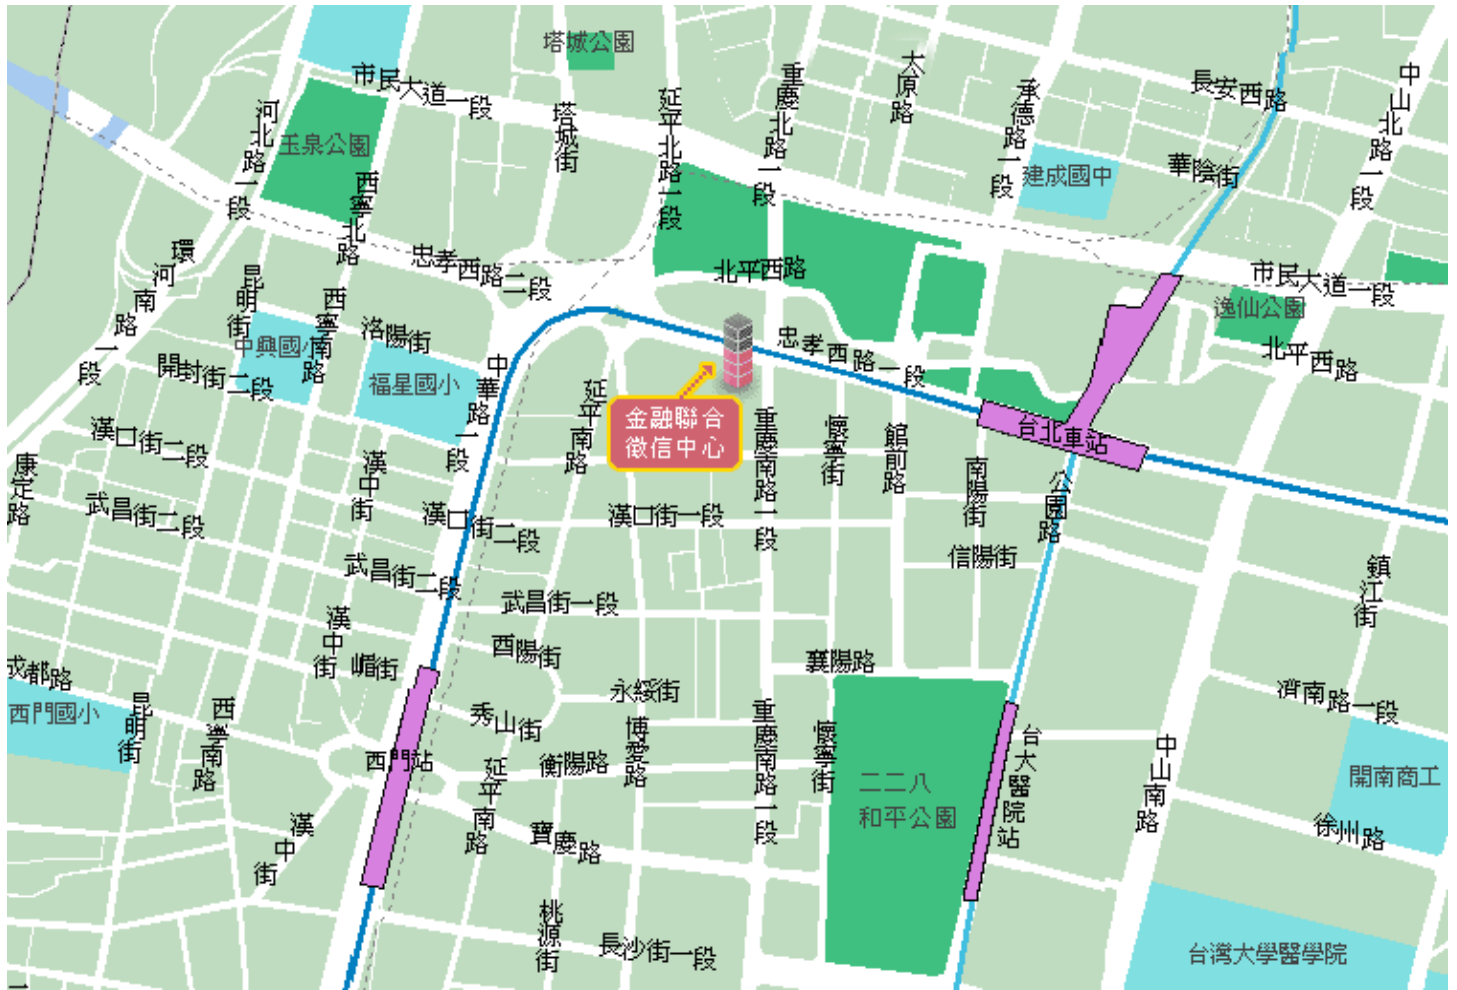 塔城公園
市民大道一段
河北路一段
玉泉公園
西寧北路
塔城街
延平北路一段
重慶北路一段
太原路
承德路一段
長安西路
中山北路一段
華陰街
建成國中
環河南路一段
昆明街
忠孝西路二段
北平西路
市民大道一段
逸仙公園
北平西路
西寧南路
洛陽街
中興國小
開封街二段
福星國小
中華路一段
延平南路
忠孝西路一段
金融聯合
徵信中心
重慶南路一段
懷寧街
館前路
台北車站
南陽街
公園路
漢口街二段
康定路
武昌街二段
漢中街
漢口街二段
漢口街一段
信陽街
鎮江街
武昌街二段
武昌街一段
漢中街
峨街
酉陽街
襄陽路
成都路
西門國小
昆明街
西寧南路
永綏街
秀山街
博愛路
重慶南路一段
懷寧街
濟南路一段
西門站
延平南路
衡陽路
二二八
和平公園
台大醫院站
中山南路
開南商工
徐州路
漢中街
寶慶路
桃源街
長沙街一段
台灣大學醫學院